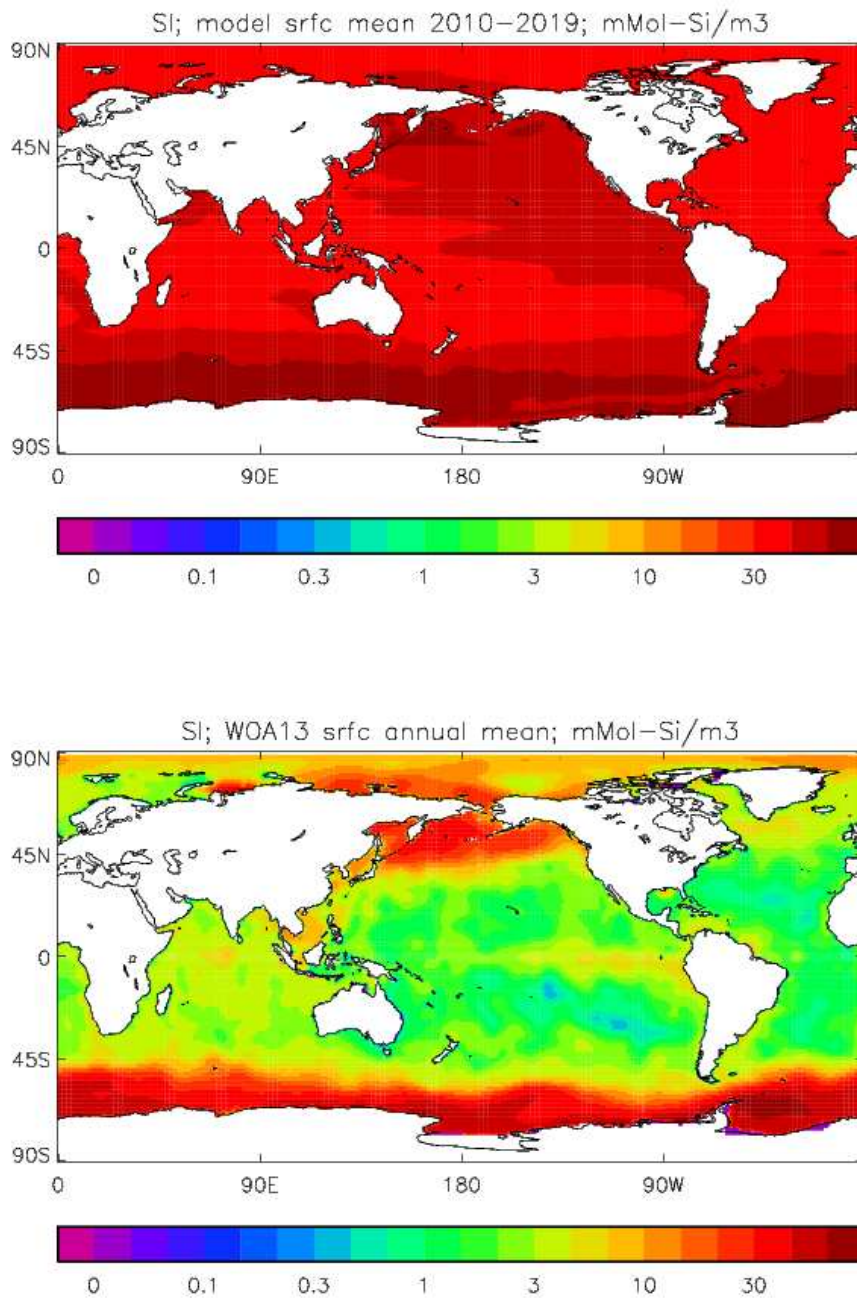 SI; model srfc mean 2010-2019; mMol-Si/m3
90N
45N
0
45S
90S
0 90E 180 90W
0 0.1 0.3 1 3 10 30
SI; WOA13 srfc annual mean; mMol-Si/m3
90N
45N
0
45S
90S
0 90E 180 90W
0 0.1 0.3 1 3 10 30